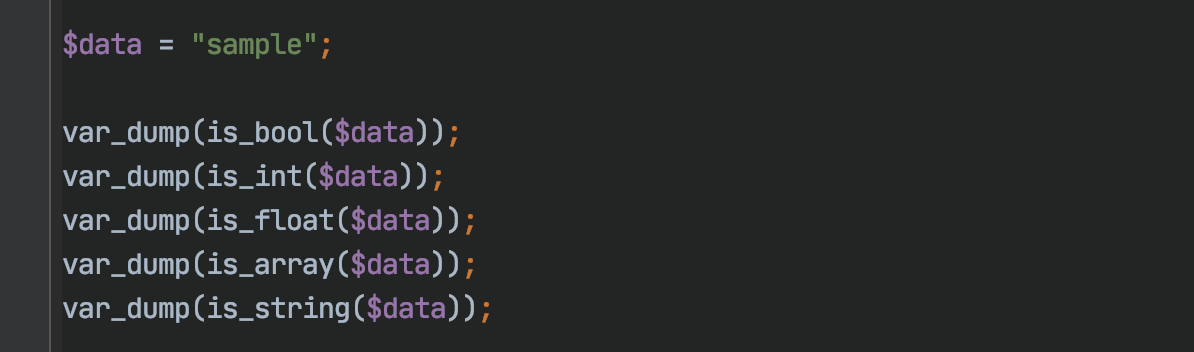 $data = "sample";
var_dump(is_bool($data));
var_dump(is_int($data));
var_dump(is_float($data));
var_dump(is_array($data));
var_dump(is_string($data));